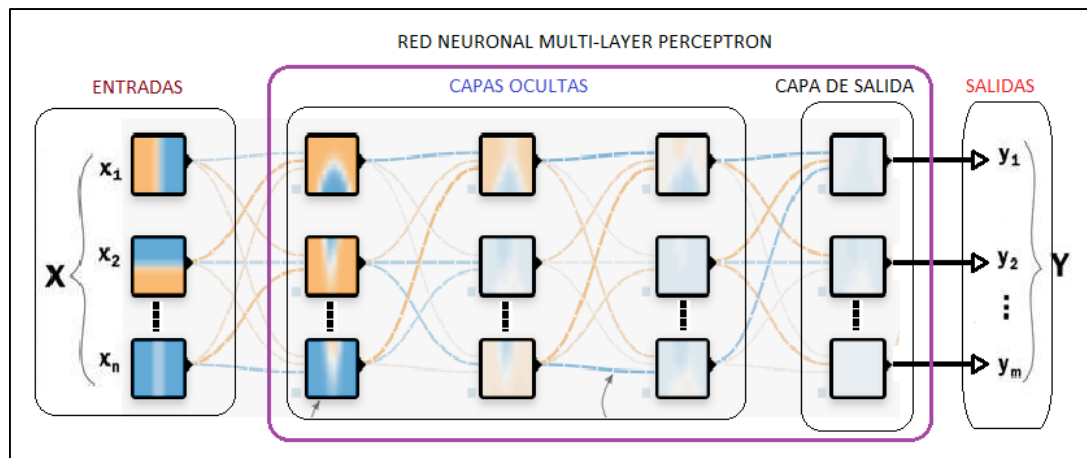 RED NEURONAL MULTI-LAYER PERCEPTRON
ENTRADAS
CAPAS OCULTAS
CAPA DE SALIDA
SALIDAS
x1
y1
x2
y2
X
Y
xn
ym